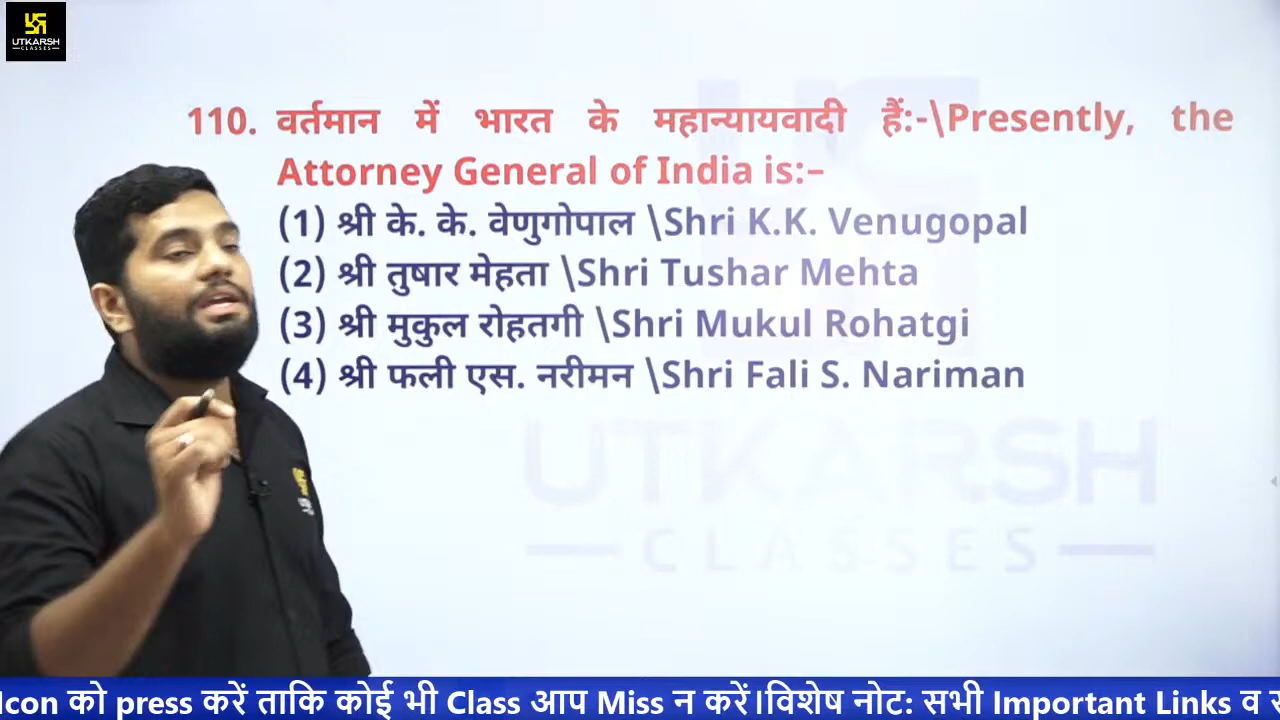 UTKARSH
CLASSES
110. वर्तमान में भारत के महान्यायवादी हैं:-\Presently, the
Attorney General of India is:–
(1) श्री के. के. वेणुगोपाल \Shri K.K. Venugopal
(2) श्री तुषार मेहता \Shri Tushar Mehta
(3) श्री मुकुल रोहतगी \Shri Mukul Rohatgi
(4) श्री फली एस. नरीमन \Shri Fali S. Nariman
UTKARSH
CLASSES
Icon को press करें ताकि कोई भी Class आप Miss न करें।विशेष नोट: सभी Important Links व